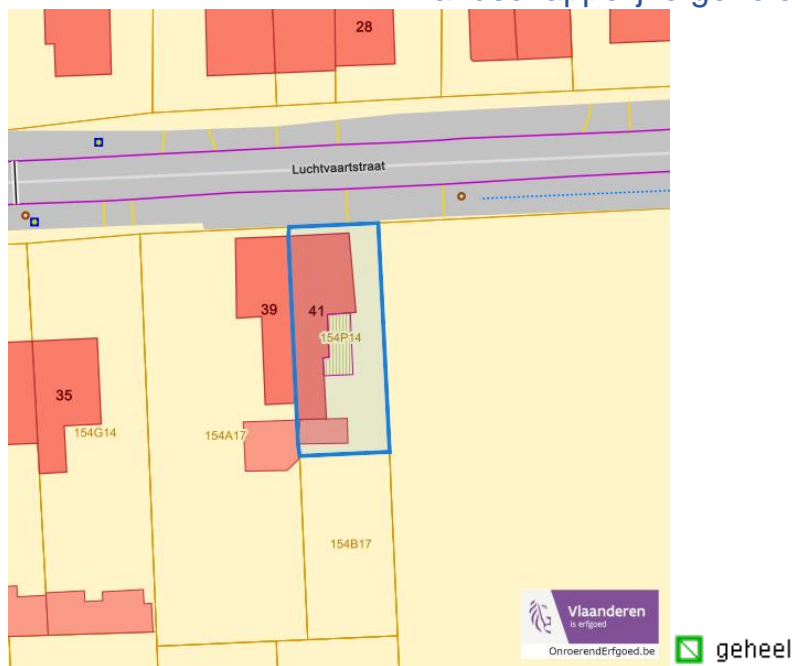 28
Luchtvaartstraat
39
41
154P14
35
154G14
154A17
154B17
Vlaanderen
is erfgoed
OnroerendErfgoed.be
geheel